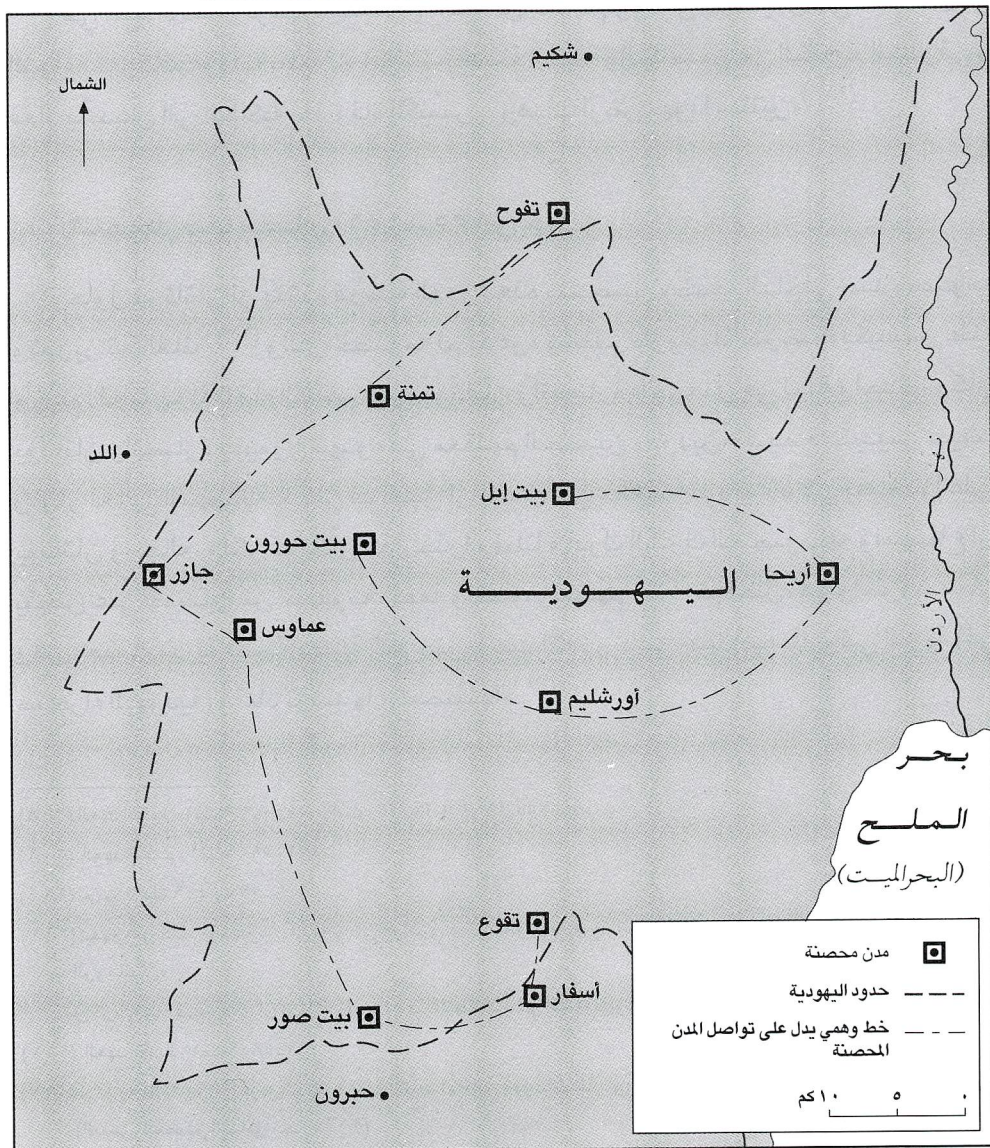 شكيم
الشمال
تفوح
تمنة
اللد
بيت إيل
بيت حورون
جازر
اليهودية
أريحا
نهر
الأردن
عماوس
أورشليم
بحر
الملح
(البحر الميت)
تقوع
أسفار
بيت صور
حبرون
مدن محصنة
حدود اليهودية
خط وهمي يدل على تواصل المدن
المحصنة
٠ ٥ ١٠ كم